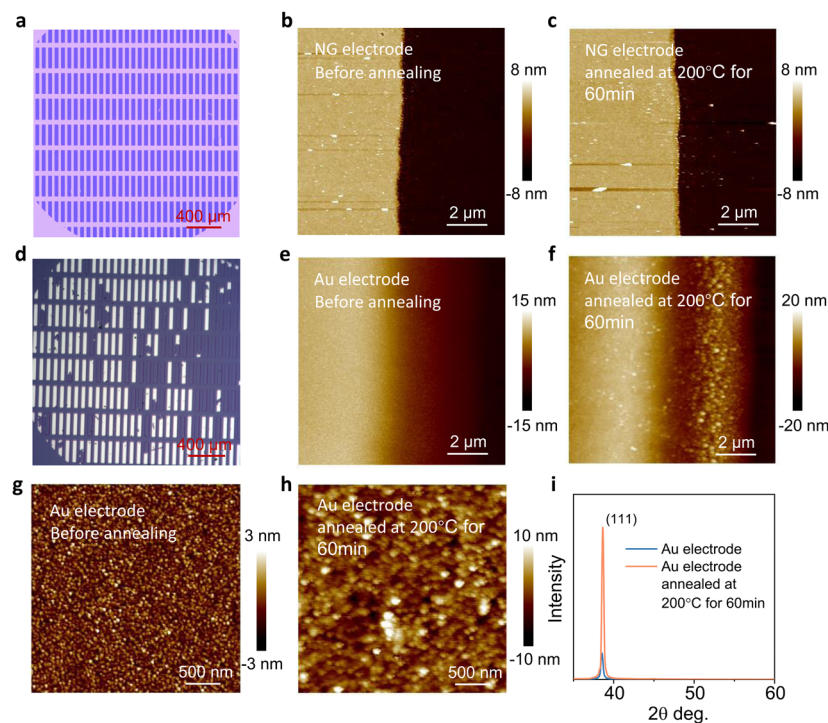 a
400 μm
b
NG electrode
Before annealing
8 nm
-8 nm
2 μm
c
NG electrode
annealed at 200°C for
60min
8 nm
-8 nm
2 μm
d
400 μm
e
Au electrode
Before annealing
15 nm
-15 nm
2 μm
f
Au electrode
annealed at 200°C for
60min
20 nm
-20 nm
2 μm
g
Au electrode
Before annealing
3 nm
-3 nm
500 nm
h
Au electrode
annealed at 200°C for
60min
10 nm
-10 nm
500 nm
i
(111)
Au electrode
Au electrode
annealed at
200°C for 60min
Intensity
40
50
60
2θ deg.